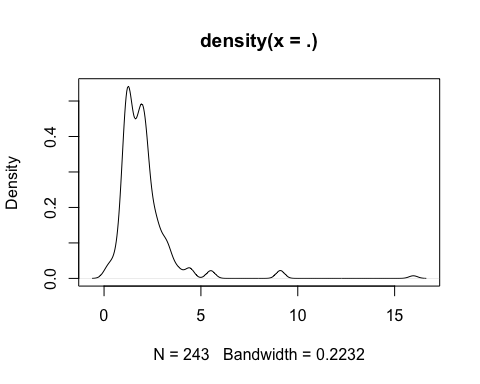 density(x = .)
Density
0.4
0.2
0.0
0 5 10 15
N = 243 Bandwidth = 0.2232